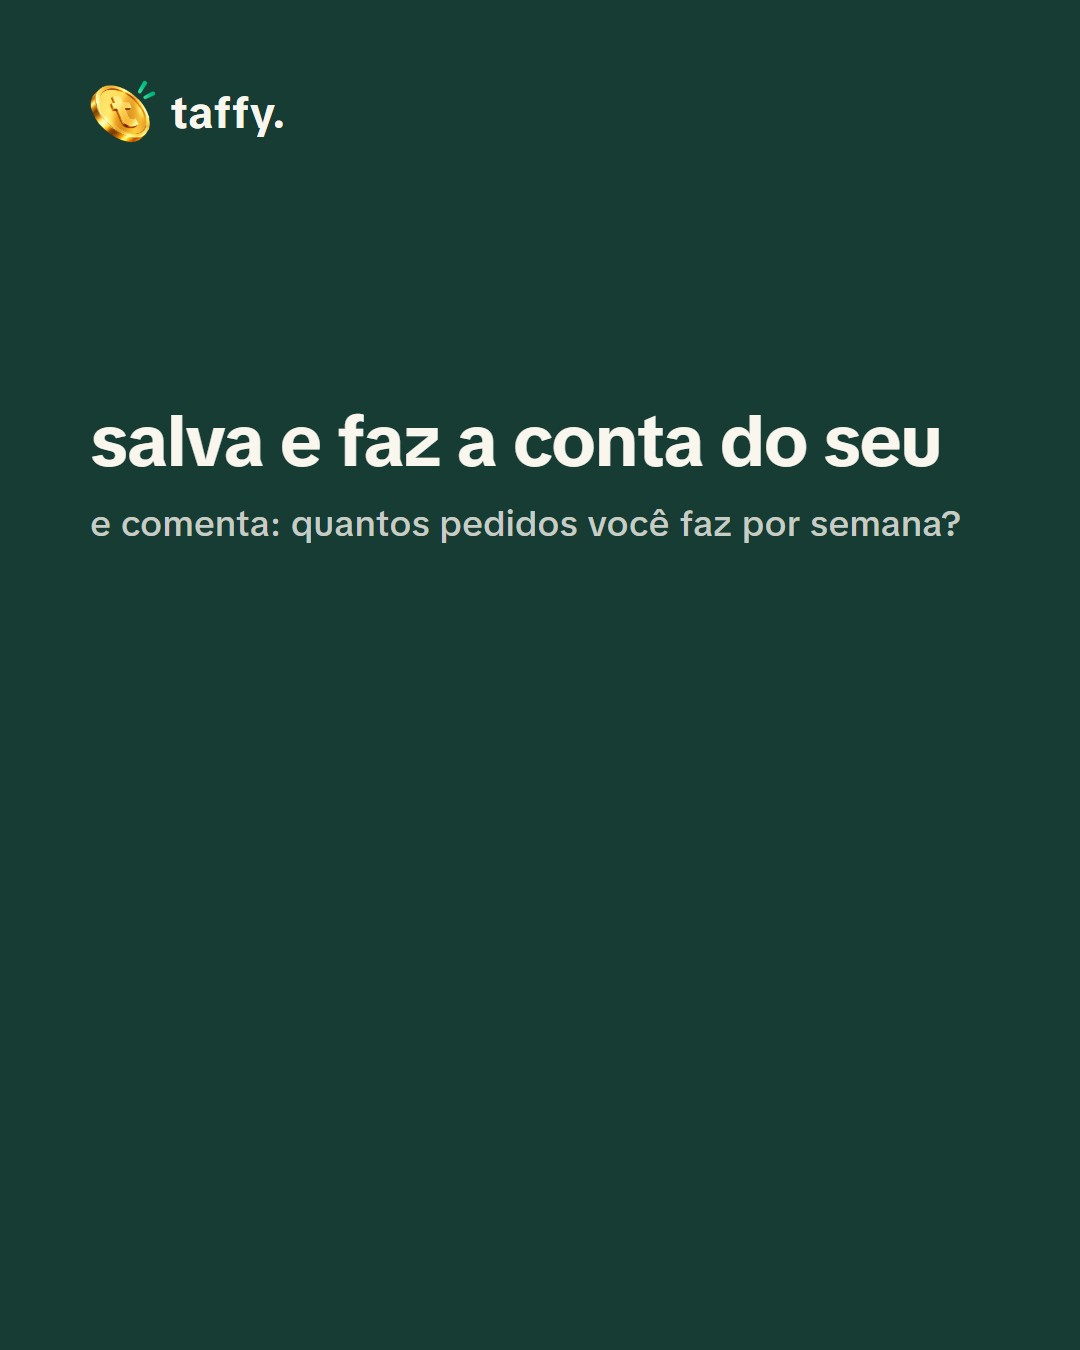 taffy.
salva e faz a conta do seu
e comenta: quantos pedidos você faz por semana?